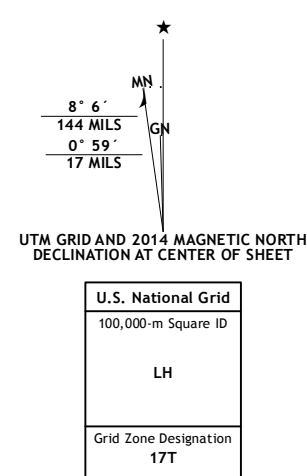 ★
MN
8° 6´
144 MILS
GN
0° 59´
17 MILS
UTM GRID AND 2014 MAGNETIC NORTH
DECLINATION AT CENTER OF SHEET
U.S. National Grid
100,000-m Square ID
LH
Grid Zone Designation
17T